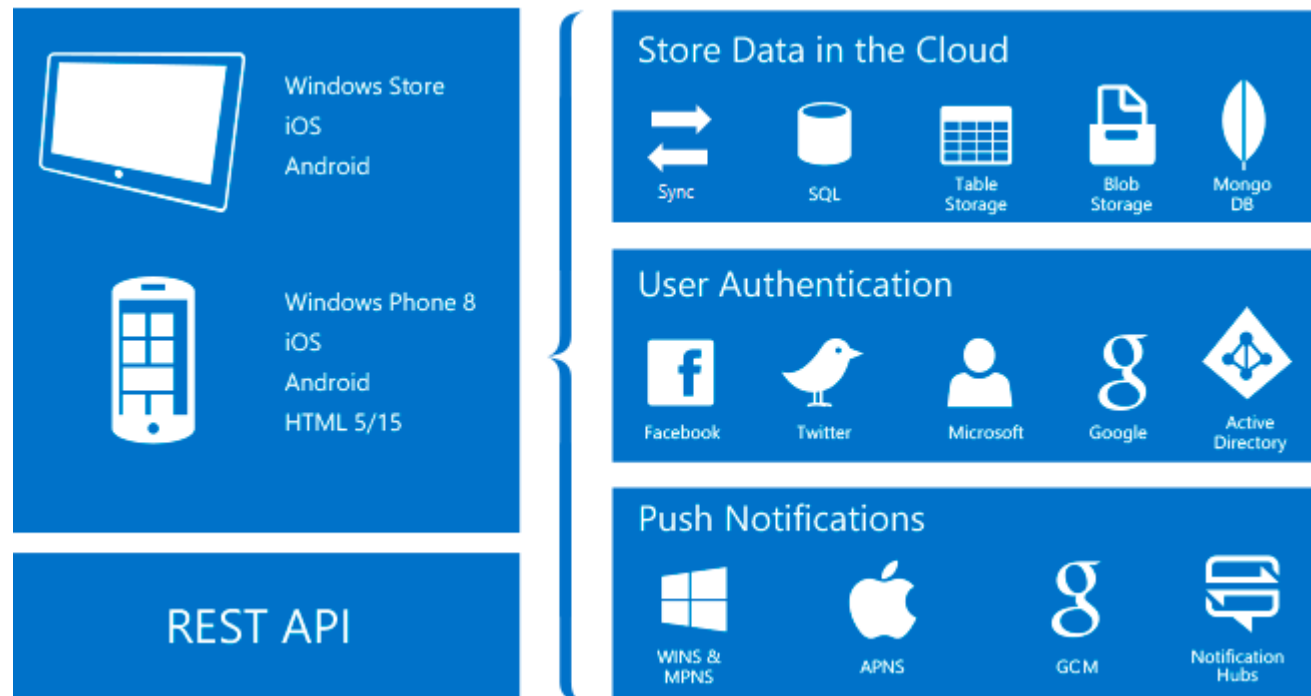 Windows Store
iOS
Android
Windows Phone 8
iOS
Android
HTML 5/15
REST API
Store Data in the Cloud
Sync
SQL
Table
Storage
Blob
Storage
Mongo
DB
User Authentication
Facebook
Twitter
Microsoft
Google
Active
Directory
Push Notifications
WINS &
MPNS
APNS
GCM
Notification
Hubs